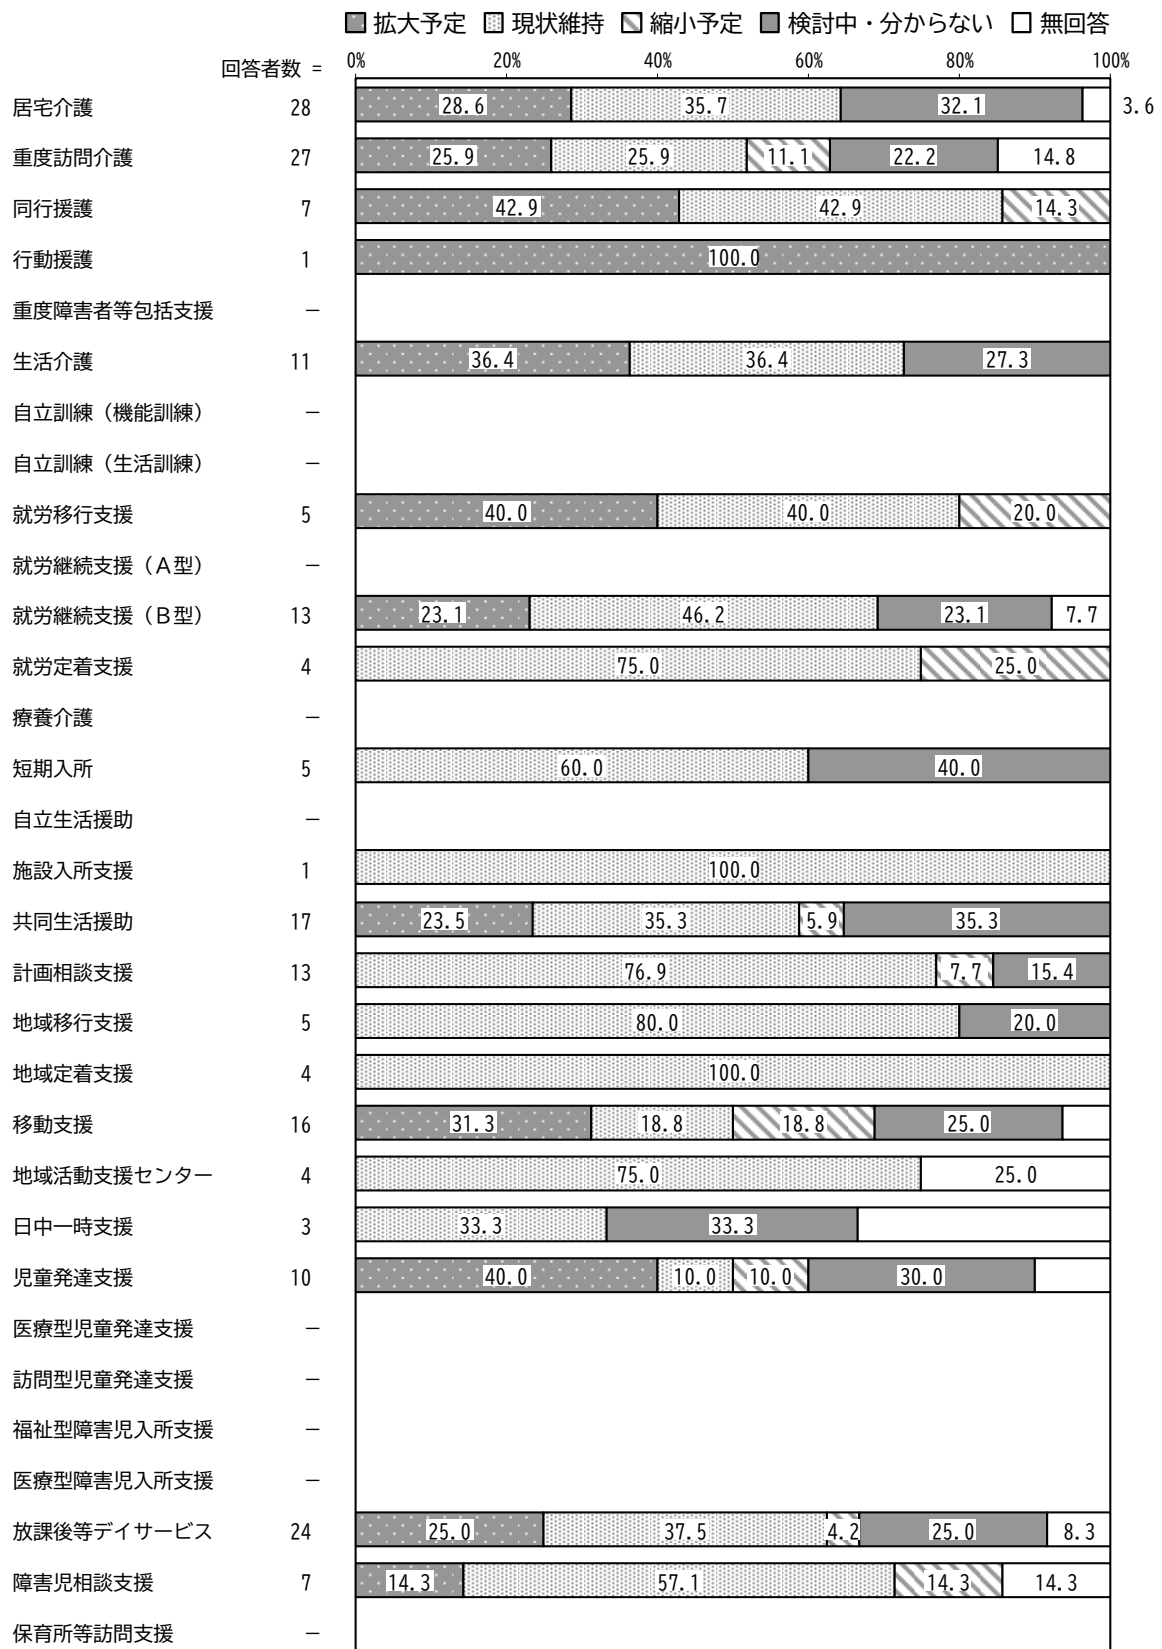 拡大予定 現状維持 縮小予定 検討中・分からない 無回答
回答者数 = 0% 20% 40% 60% 80% 100%
居宅介護 28 28.6 35.7 32.1 3.6
重度訪問介護 27 25.9 25.9 11.1 22.2 14.8
同行援護 7 42.9 42.9 14.3
行動援護 1 100.0
重度障害者等包括支援 －
生活介護 11 36.4 36.4 27.3
自立訓練（機能訓練） －
自立訓練（生活訓練） －
就労移行支援 5 40.0 40.0 20.0
就労継続支援（Ａ型） －
就労継続支援（Ｂ型） 13 23.1 46.2 23.1 7.7
就労定着支援 4 75.0 25.0
療養介護 －
短期入所 5 60.0 40.0
自立生活援助 －
施設入所支援 1 100.0
共同生活援助 17 23.5 35.3 5.9 35.3
計画相談支援 13 76.9 7.7 15.4
地域移行支援 5 80.0 20.0
地域定着支援 4 100.0
移動支援 16 31.3 18.8 18.8 25.0
地域活動支援センター 4 75.0 25.0
日中一時支援 3 33.3 33.3
児童発達支援 10 40.0 10.0 10.0 30.0
医療型児童発達支援 －
訪問型児童発達支援 －
福祉型障害児入所支援 －
医療型障害児入所支援 －
放課後等デイサービス 24 25.0 37.5 4.2 25.0 8.3
障害児相談支援 7 14.3 57.1 14.3 14.3
保育所等訪問支援 －